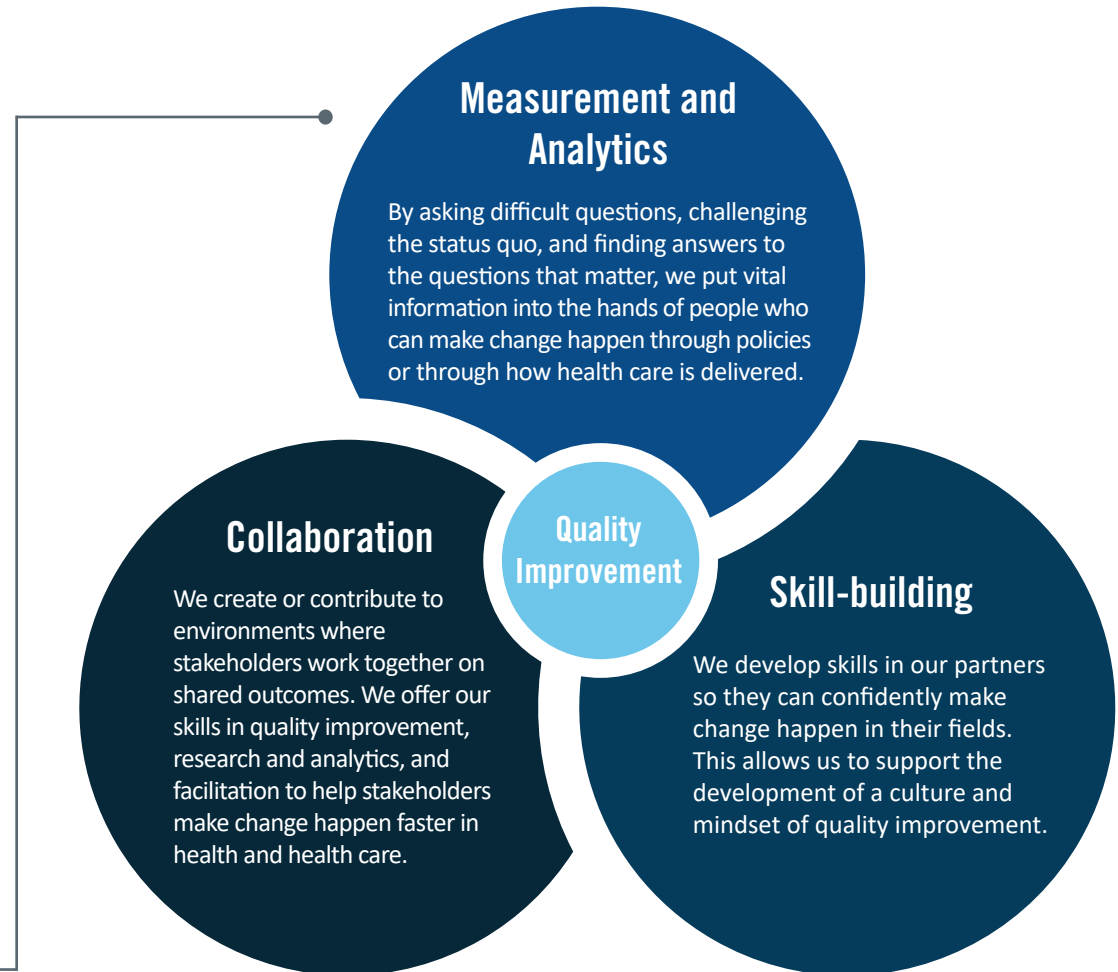 Measurement and
Analytics
By asking difficult questions, challenging
the status quo, and finding answers to
the questions that matter, we put vital
information into the hands of people who
can make change happen through policies
or through how health care is delivered.
Quality
Improvement
Collaboration
We create or contribute to
environments where
stakeholders work together on
shared outcomes. We offer our
skills in quality improvement,
research and analytics, and
facilitation to help stakeholders
make change happen faster in
health and health care.
Skill-building
We develop skills in our partners
so they can confidently make
change happen in their fields.
This allows us to support the
development of a culture and
mindset of quality improvement.